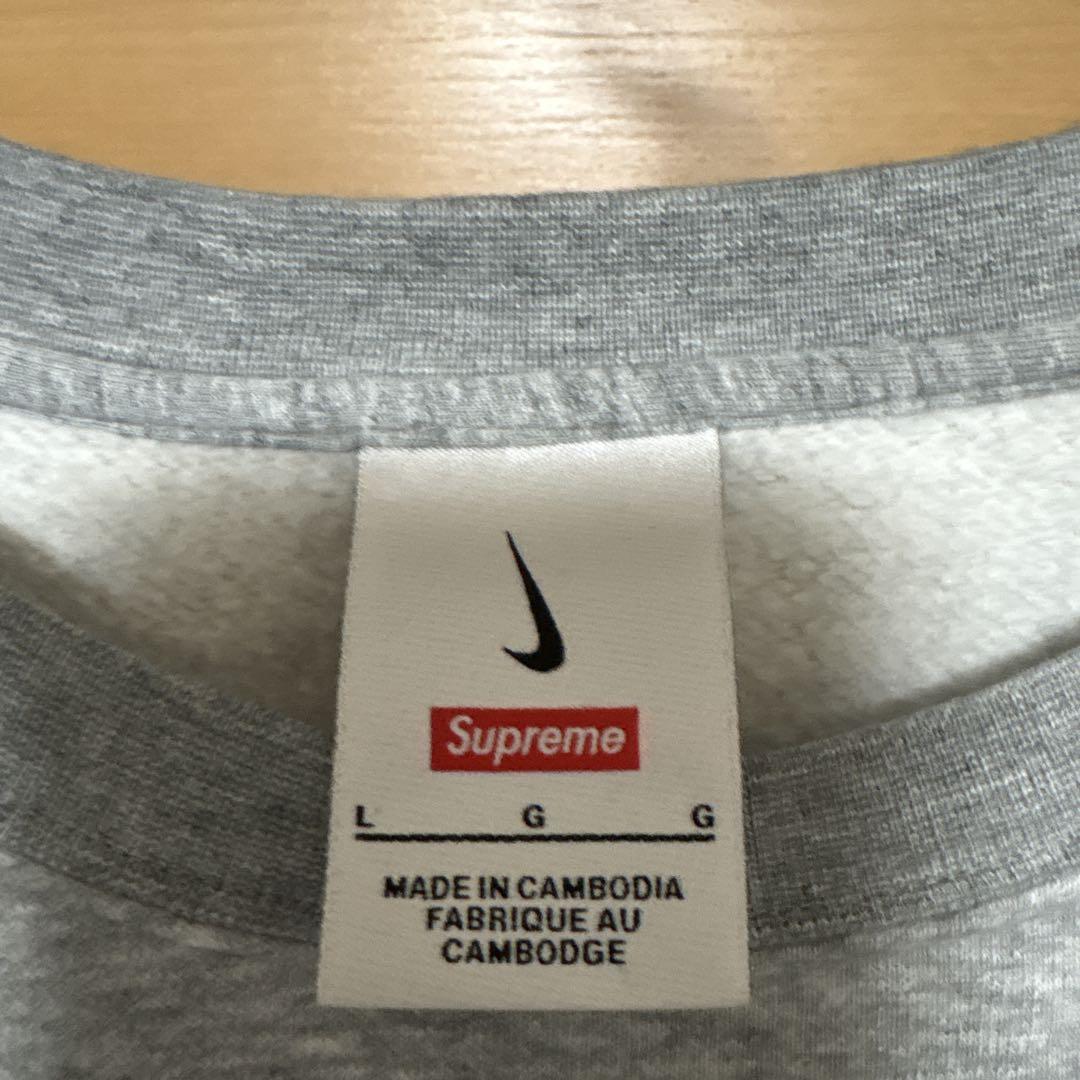 Supreme
L G G
MADE IN CAMBODIA
FABRIQUE AU
CAMBODGE